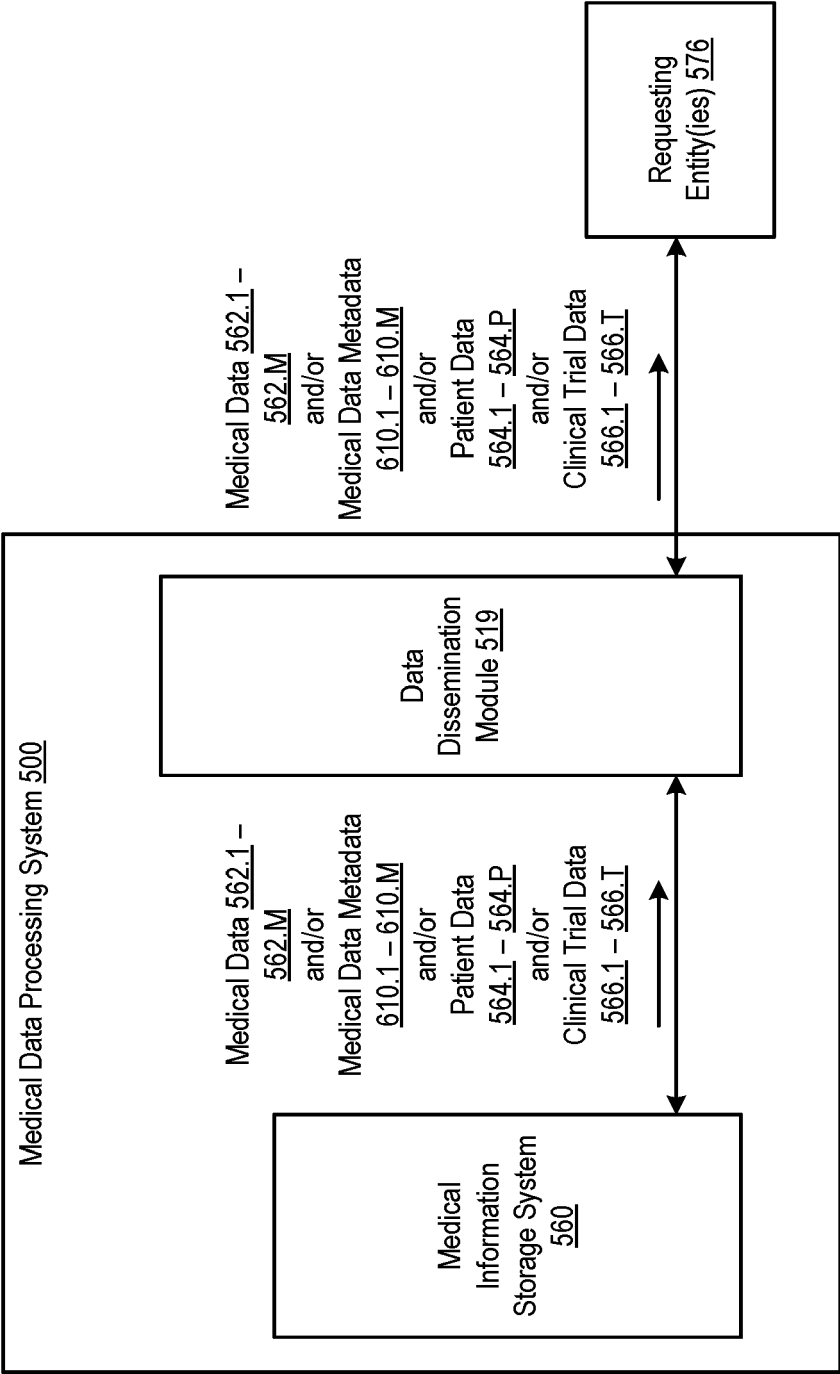 Medical Data Processing System 500
Medical
Information
Storage System
560
Medical Data 562.1 –
562.M
and/or
Medical Data Metadata
610.1 – 610.M
and/or
Patient Data
564.1 – 564.P
and/or
Clinical Trial Data
566.1 – 566.T
Data
Dissemination
Module 519
Medical Data 562.1 –
562.M
and/or
Medical Data Metadata
610.1 – 610.M
and/or
Patient Data
564.1 – 564.P
and/or
Clinical Trial Data
566.1 – 566.T
Requesting
Entity(ies) 576